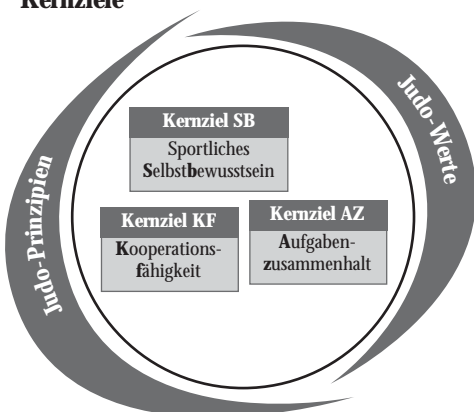 Kernziele
Judo-Werte
Kernziel SB
Sportliches
Selbstbewusstsein
Judo-Prinzipien
Kernziel KF
Kooperations-
fähigkeit
Kernziel AZ
Aufgaben-
zusammenhalt